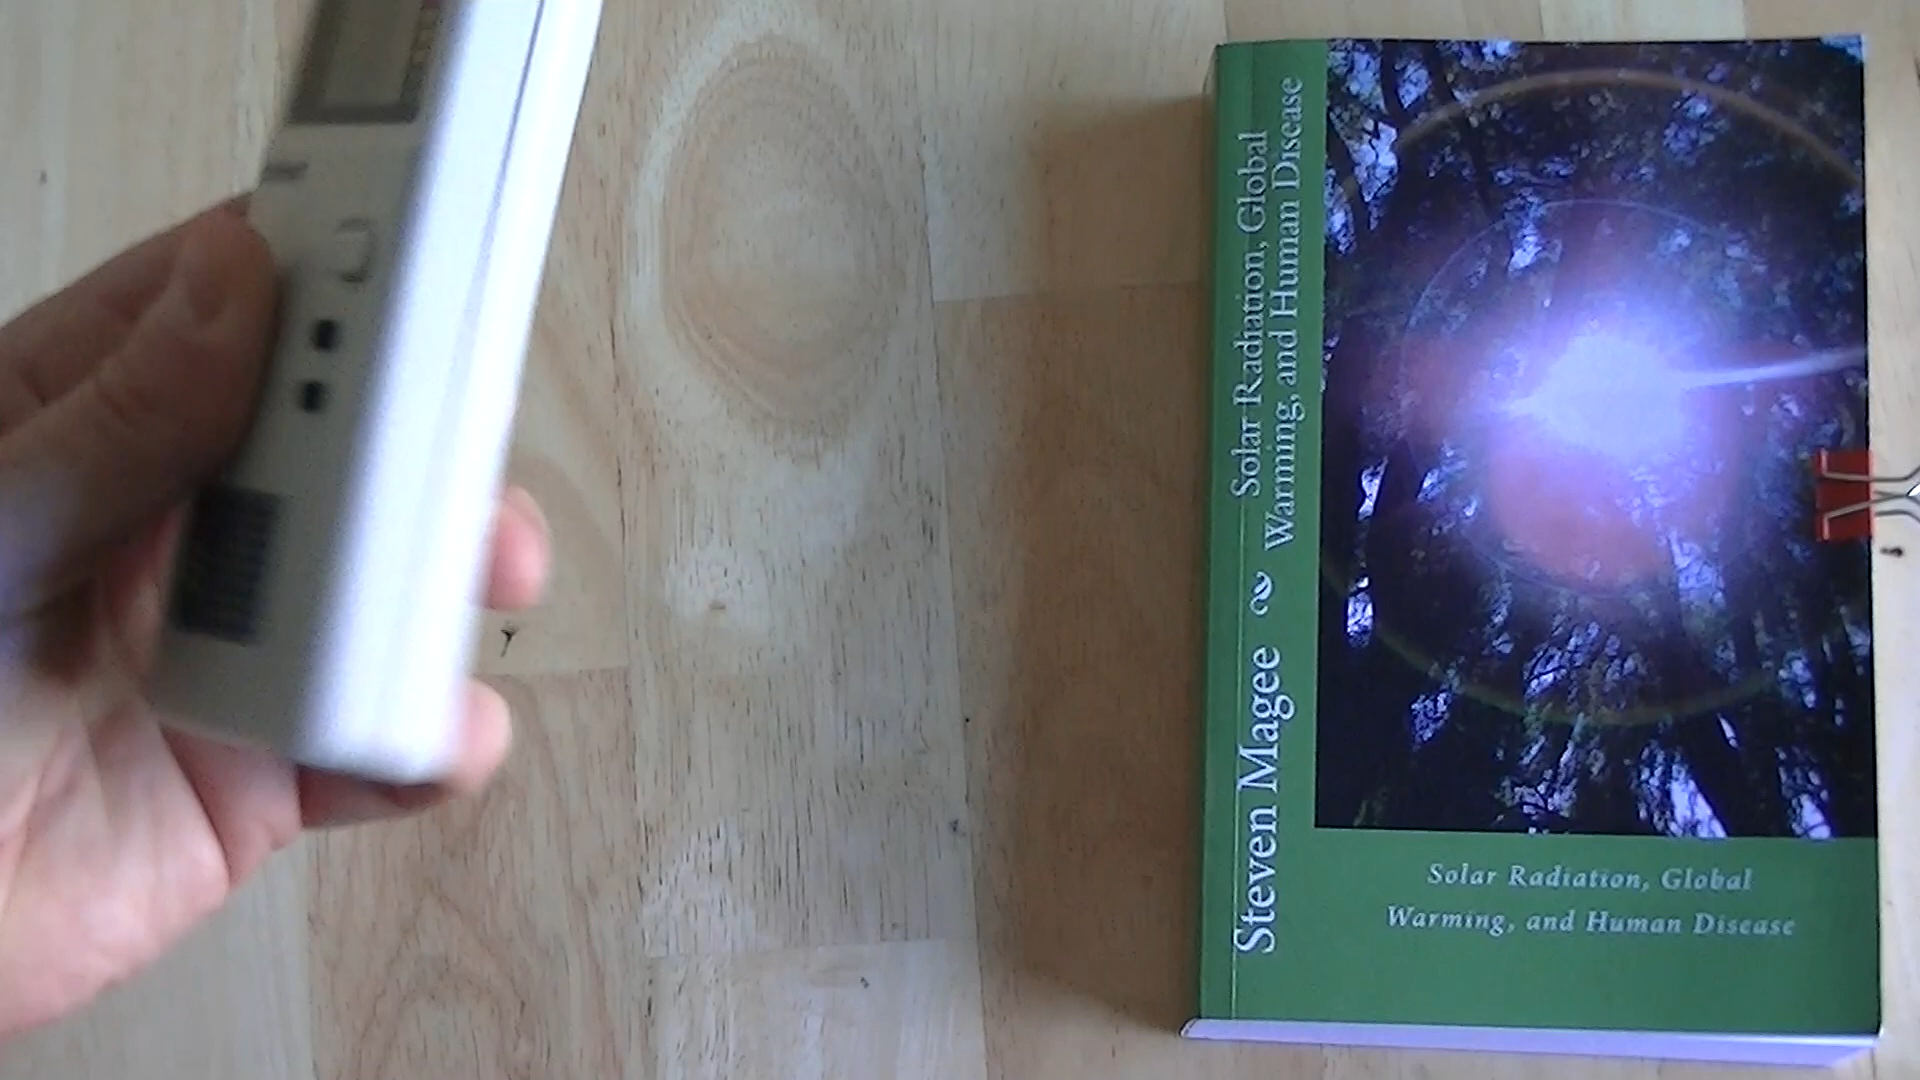 Solar Radiation, Global
Warming, and Human Disease
Steven Magee
Solar Radiation, Global
Warming, and Human Disease